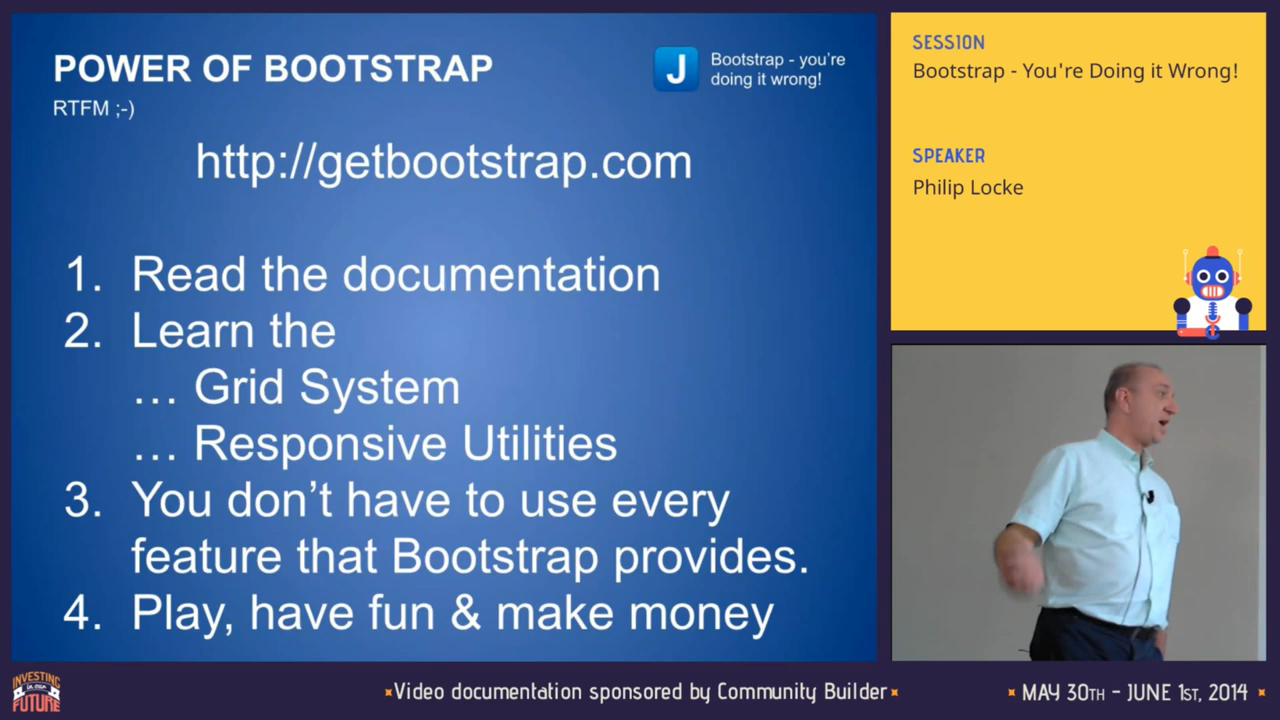 POWER OF BOOTSTRAP
RTFM ;-)
J
Bootstrap - you're
doing it wrong!
http://getbootstrap.com
1. Read the documentation
2. Learn the
... Grid System
... Responsive Utilities
3. You don't have to use every
feature that Bootstrap provides.
4. Play, have fun & make money
SESSION
Bootstrap - You're Doing it Wrong!
SPEAKER
Philip Locke
INVESTING
in our
FUTURE
Video documentation sponsored by Community Builder
MAY 30TH - JUNE 1ST, 2014